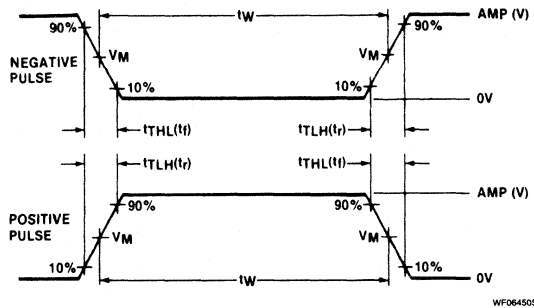 tW
AMP (V)
90%
90%
NEGATIVE
PULSE
VM
VM
10%
10%
0V
tTHL(tf)
tTLH(tr)
tTLH(tr)
tTHL(tf)
AMP (V)
90%
90%
POSITIVE
PULSE
VM
VM
10%
10%
tW
0V
WF06450S